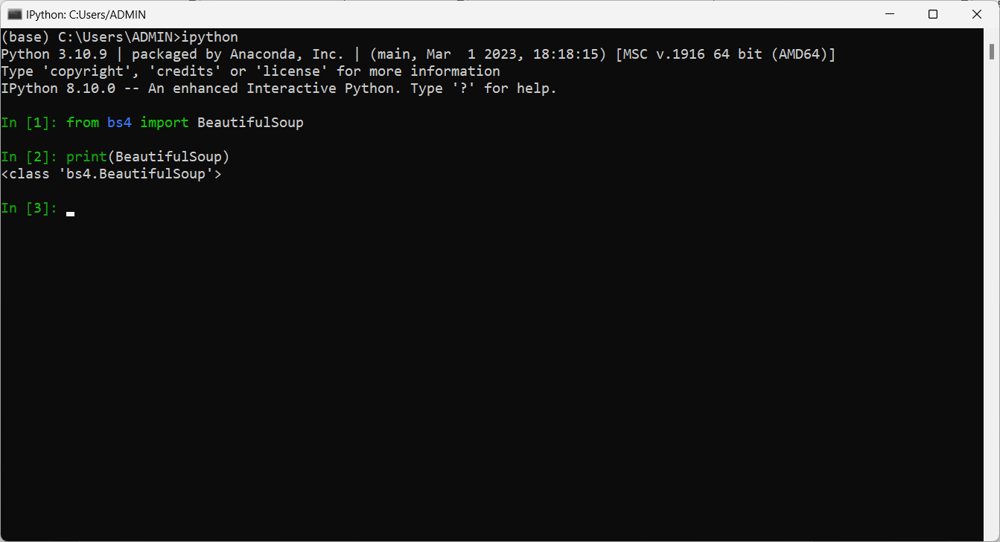 IPython: C:Users/ADMIN
(base) C:\Users\ADMIN>ipython
Python 3.10.9 | packaged by Anaconda, Inc. | (main, Mar  1 2023, 18:18:15) [MSC v.1916 64 bit (AMD64)]
Type 'copyright', 'credits' or 'license' for more information
IPython 8.10.0 -- An enhanced Interactive Python. Type '?' for help.
In [1]: from bs4 import BeautifulSoup
In [2]: print(BeautifulSoup)
<class 'bs4.BeautifulSoup'>
In [3]: